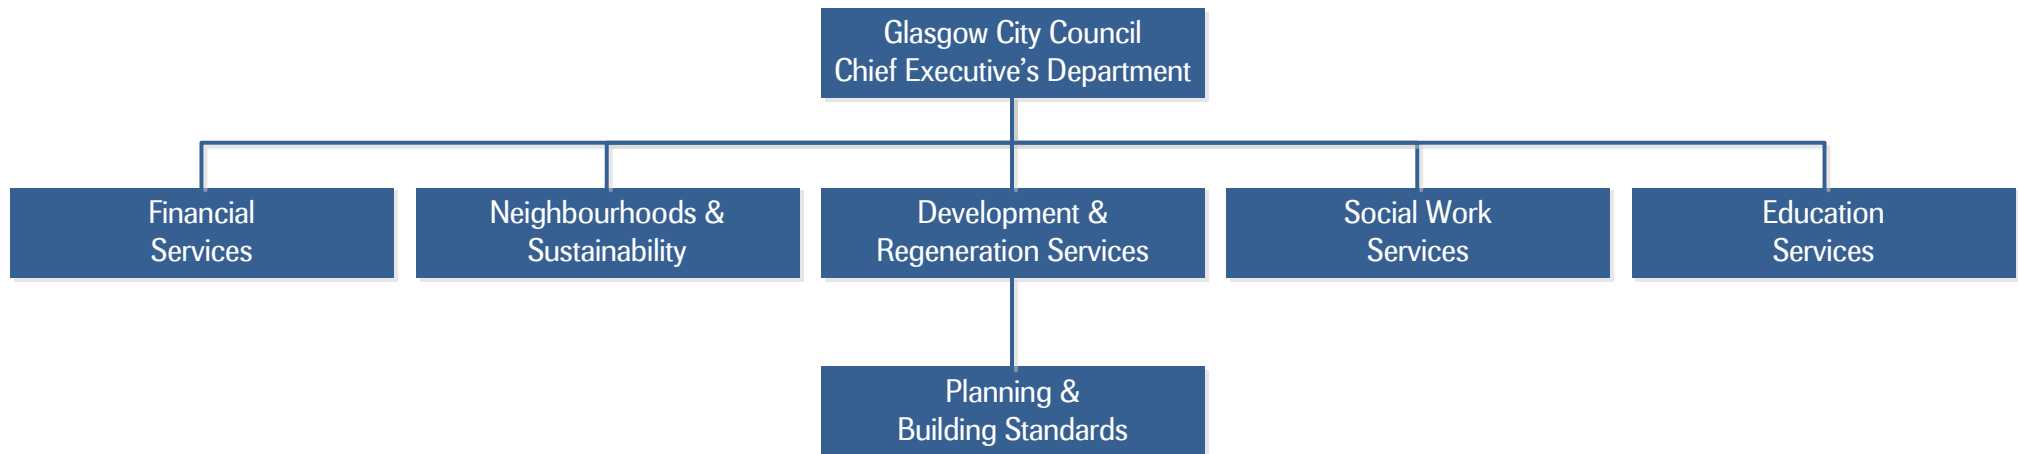 Glasgow City Council
Chief Executive’s Department
Financial
Services
Neighbourhoods &
Sustainability
Development &
Regeneration Services
Social Work
Services
Education
Services
Planning &
Building Standards